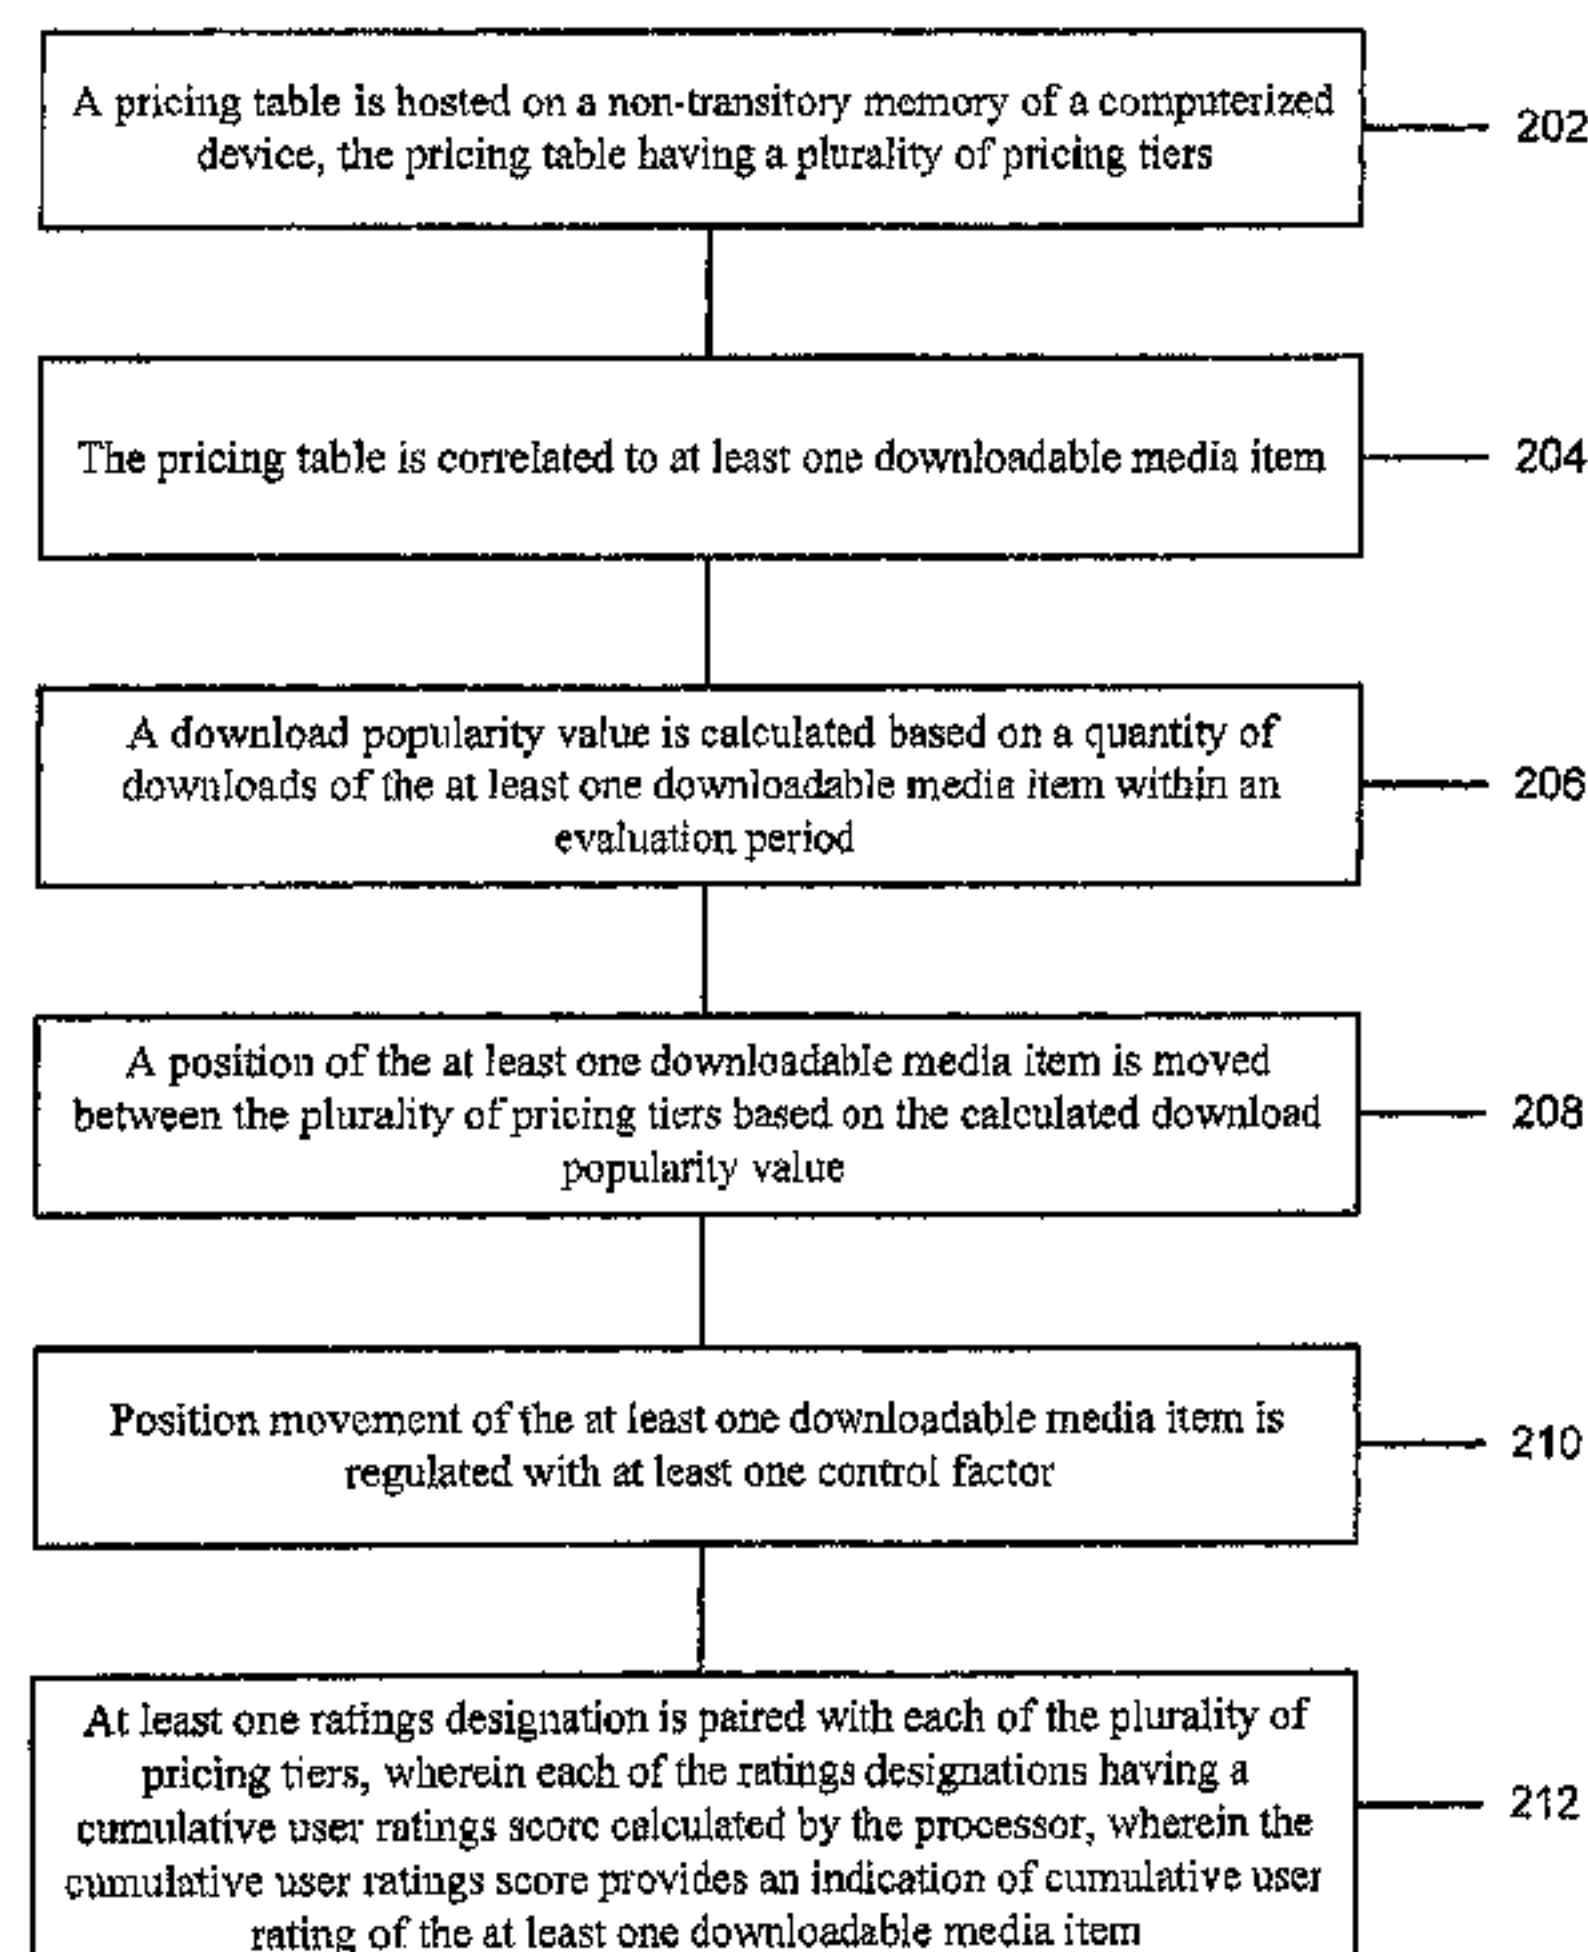 A pricing table is hosted on a non-transitory memory of a computerized
device, the pricing table having a plurality of pricing tiers
202
The pricing table is correlated to at least one downloadable media item
204
A download popularity value is calculated based on a quantity of
downloads of the at least one downloadable media item within an
evaluation period
206
A position of the at least one downloadable media item is moved
between the plurality of pricing tiers based on the calculated download
popularity value
208
Position movement of the at least one downloadable media item is
regulated with at least one control factor
210
At least one ratings designation is paired with each of the plurality of
pricing tiers, wherein each of the ratings designations having a
cumulative user ratings score calculated by the processor, wherein the
cumulative user ratings score provides an indication of cumulative user
rating of the at least one downloadable media item
212